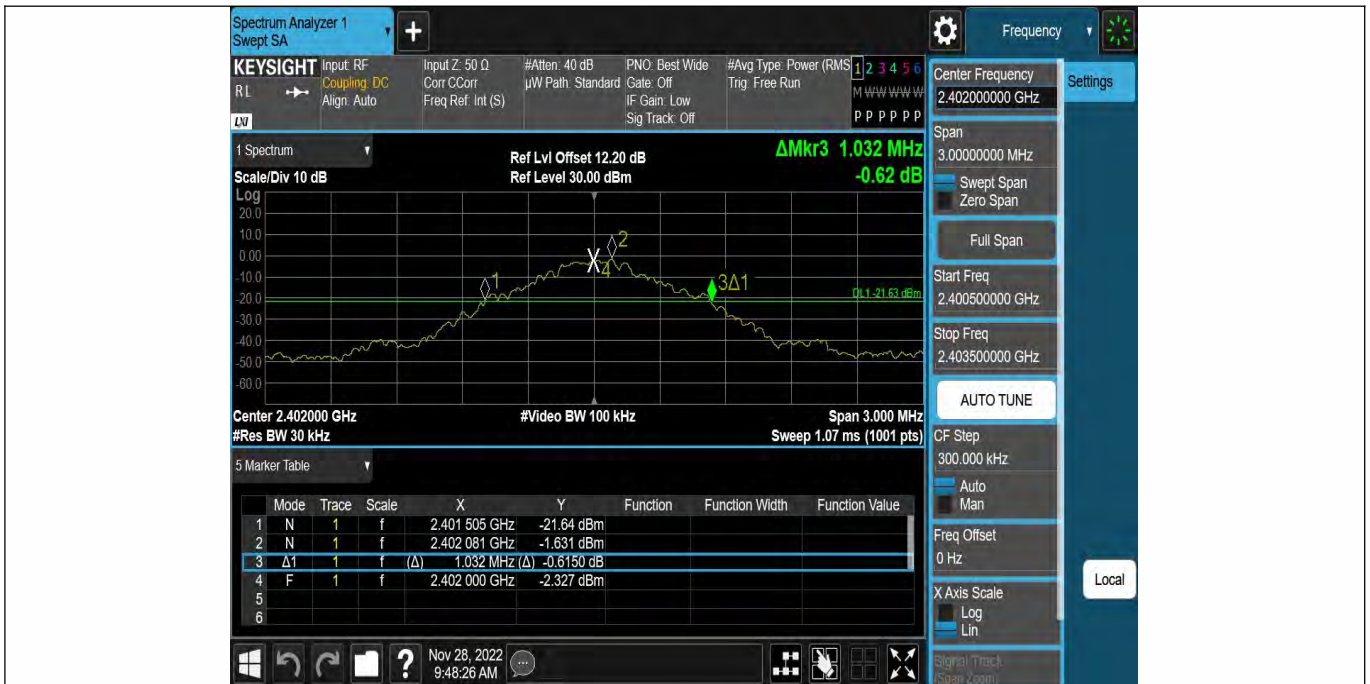 Spectrum Analyzer 1
Swept SA
+
Frequency
KEYSIGHT
RL
LXI
Input: RF
Coupling: DC
Align: Auto
Input Z: 50 Ω
Corr CCorr
Freq Ref: Int (S)
#Atten: 40 dB
µW Path: Standard
PNO: Best Wide
Gate: Off
IF Gain: Low
Sig Track: Off
#Avg Type: Power (RMS
Trig: Free Run
1 2 3 4 5 6
M W W W W W
P P P P P P
1 Spectrum
Scale/Div 10 dB
Ref Lvl Offset 12.20 dB
Ref Level 30.00 dBm
ΔMkr3 1.032 MHz
-0.62 dB
Log
20.0
10.0
0.00
-10.0
-20.0
-30.0
-40.0
-50.0
-60.0
1
2
4
3Δ1
DL1 -21.63 dBm
Center 2.402000 GHz
#Video BW 100 kHz
Span 3.000 MHz
#Res BW 30 kHz
Sweep 1.07 ms (1001 pts)
5 Marker Table
Mode Trace Scale X Y Function Function Width Function Value
1 N 1 f 2.401 505 GHz -21.64 dBm
2 N 1 f 2.402 081 GHz -1.631 dBm
3 Δ1 1 f (Δ) 1.032 MHz (Δ) -0.6150 dB
4 F 1 f 2.402 000 GHz -2.327 dBm
5
6
Nov 28, 2022
9:48:26 AM
?
Center Frequency
2.402000000 GHz
Settings
Span
3.00000000 MHz
Swept Span
Zero Span
Full Span
Start Freq
2.400500000 GHz
Stop Freq
2.403500000 GHz
AUTO TUNE
CF Step
300.000 kHz
Auto
Man
Freq Offset
0 Hz
X Axis Scale
Log
Lin
Signal Track
(Span Zoom)
Local